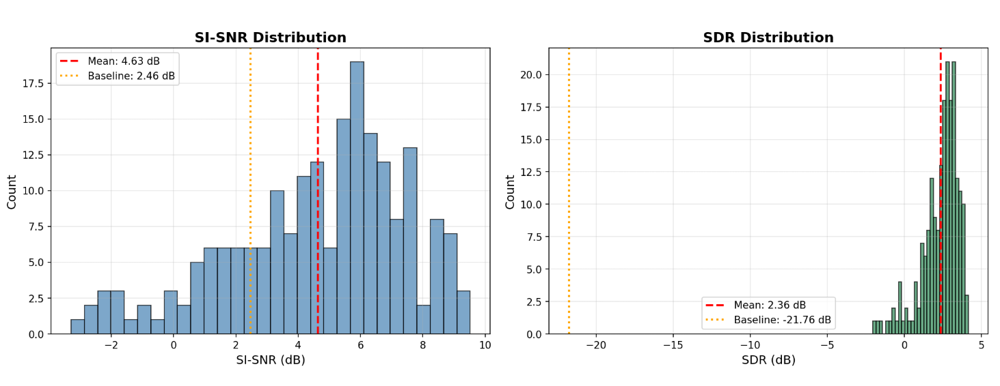 SI-SNR Distribution
Mean: 4.63 dB
Baseline: 2.46 dB
17.5
15.0
12.5
10.0
7.5
5.0
2.5
0.0
Count
−2 0 2 4 6 8 10
SI-SNR (dB)
SDR Distribution
20.0
17.5
15.0
12.5
10.0
7.5
5.0
2.5
0.0
Count
Mean: 2.36 dB
Baseline: -21.76 dB
−20 −15 −10 −5 0 5
SDR (dB)